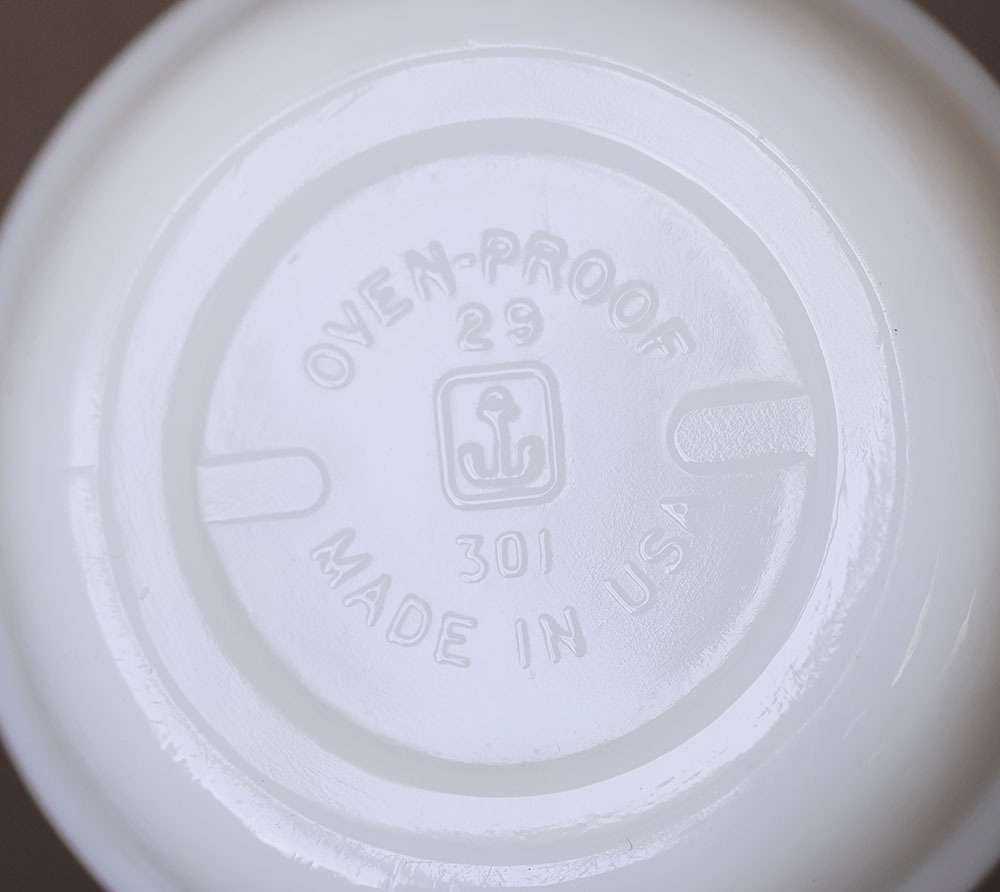 OVEN-PROOF
29
301
MADE IN USA